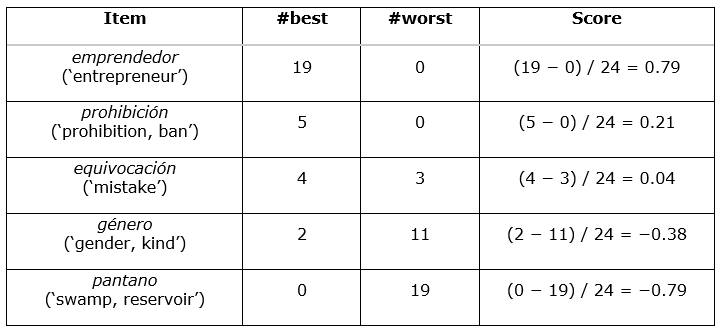 Item #best #worst Score
emprendedor
(‘entrepreneur’) 19 0 (19 − 0) / 24 = 0.79
prohibición
(‘prohibition, ban’) 5 0 (5 − 0) / 24 = 0.21
equivocación
(‘mistake’) 4 3 (4 − 3) / 24 = 0.04
género
(‘gender, kind’) 2 11 (2 − 11) / 24 = −0.38
pantano
(‘swamp, reservoir’) 0 19 (0 − 19) / 24 = −0.79